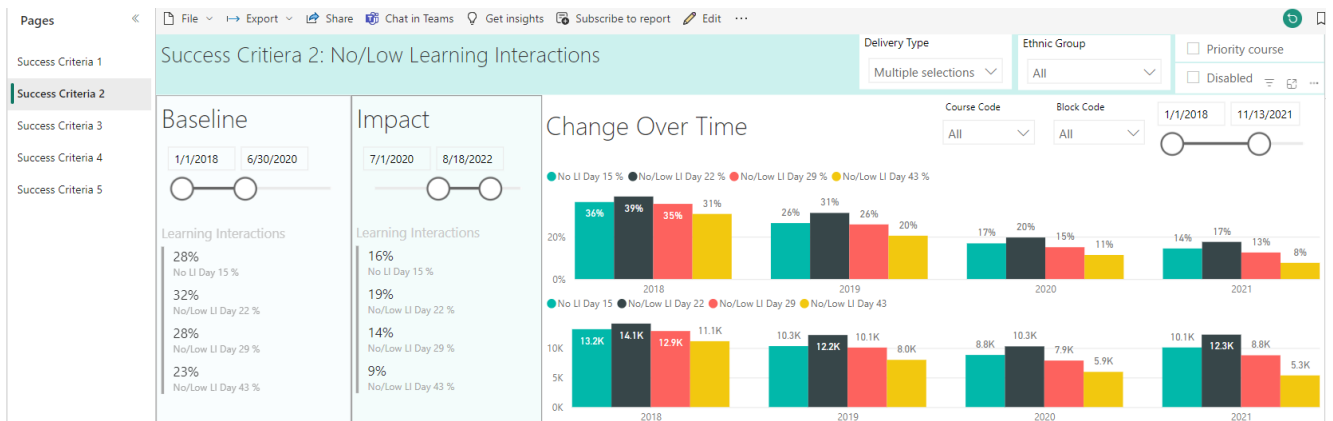 Pages
Success Criteria 1
Success Criteria 2
Success Criteria 3
Success Criteria 4
Success Criteria 5
File Export Share Chat in Teams Get insights Subscribe to report Edit
Success Critiera 2: No/Low Learning Interactions
Delivery Type
Multiple selections
Ethnic Group
All
Priority course
Disabled
Baseline
1/1/2018 6/30/2020
Learning Interactions
28%
No LI Day 15 %
32%
No/Low LI Day 22 %
28%
No/Low LI Day 29 %
23%
No/Low LI Day 43 %
Impact
7/1/2020 8/18/2022
Learning Interactions
16%
No LI Day 15 %
19%
No/Low LI Day 22 %
14%
No/Low LI Day 29 %
9%
No/Low LI Day 43 %
Change Over Time
Course Code
All
Block Code
All
1/1/2018 11/13/2021
No LI Day 15 % No/Low LI Day 22 % No/Low LI Day 29 % No/Low LI Day 43 %
20%
0%
36% 39% 35% 31%
26% 31% 26% 20%
17% 20% 15% 11%
14% 17% 13% 8%
2018 2019 2020 2021
No LI Day 15 No/Low LI Day 22 No/Low LI Day 29 No/Low LI Day 43
10K
5K
0K
13.2K 14.1K 12.9K 11.1K
10.3K 12.2K 10.1K 8.0K
8.8K 10.3K 7.9K 5.9K
10.1K 12.3K 8.8K 5.3K
2018 2019 2020 2021